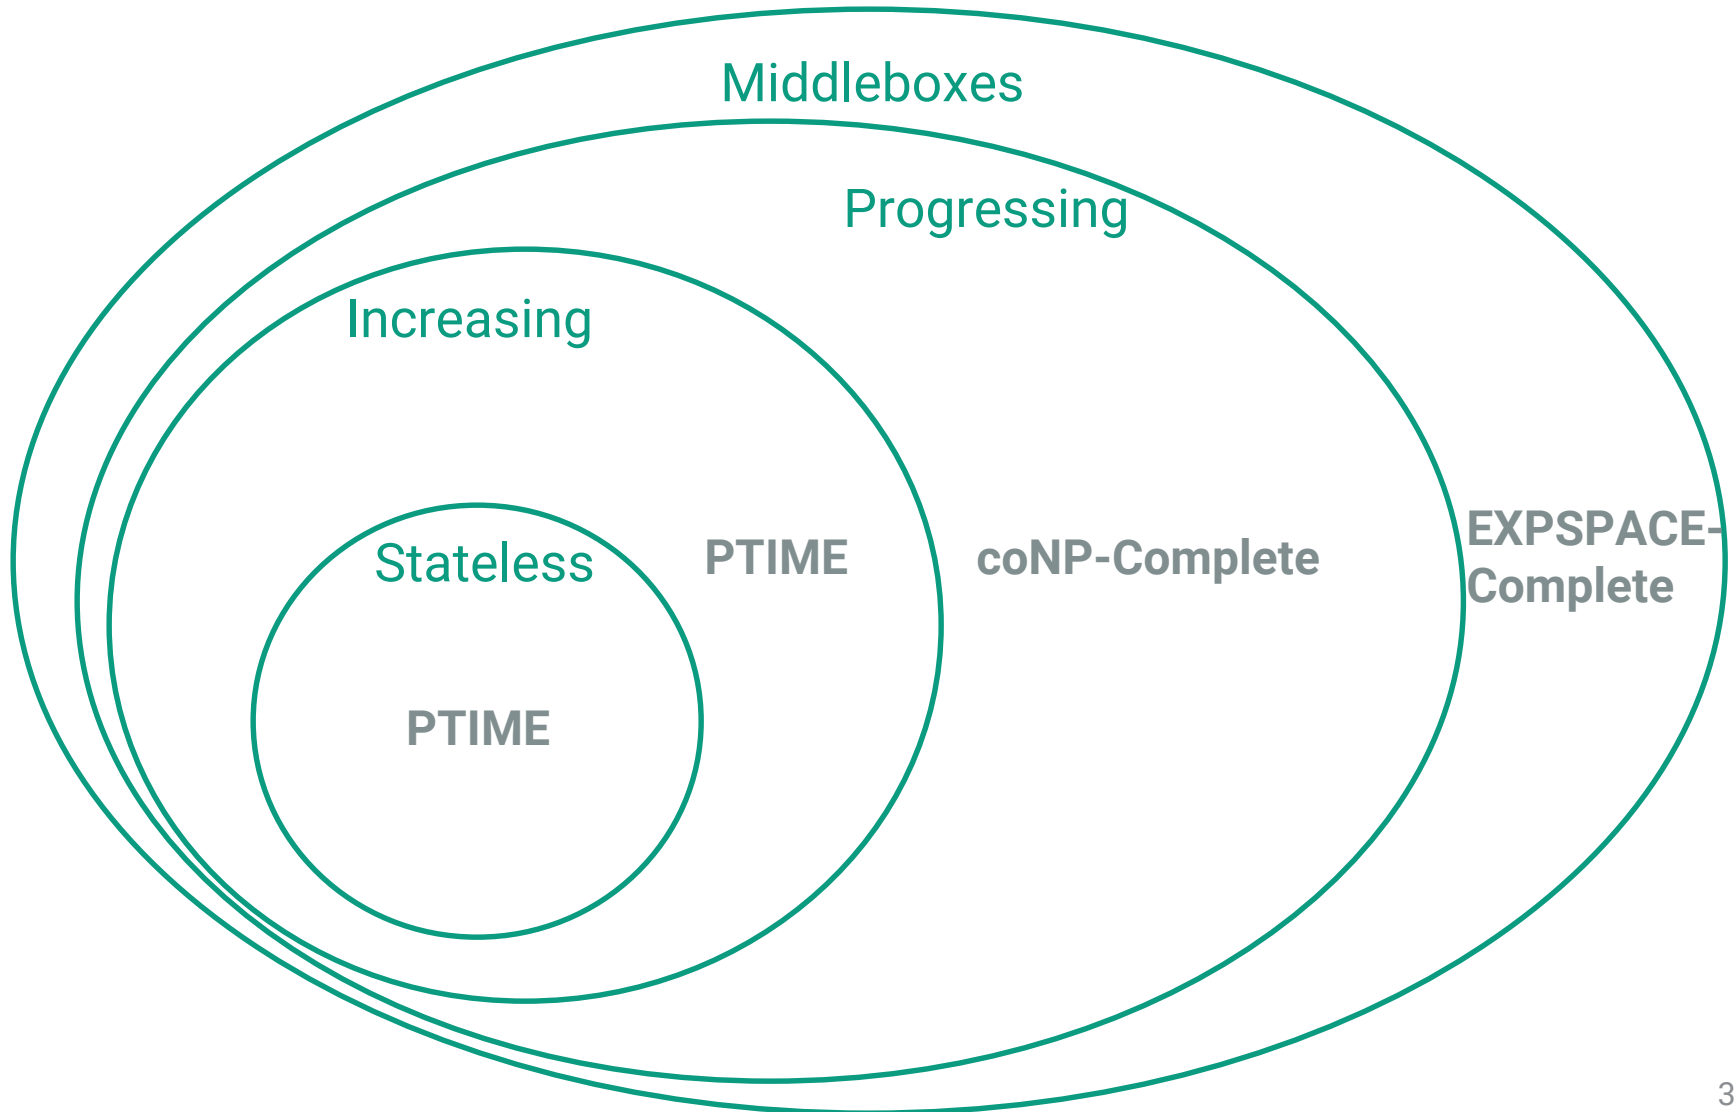 Middleboxes
Progressing
Increasing
Stateless
PTIME
coNP-Complete
EXPSPACE-
Complete
PTIME
3